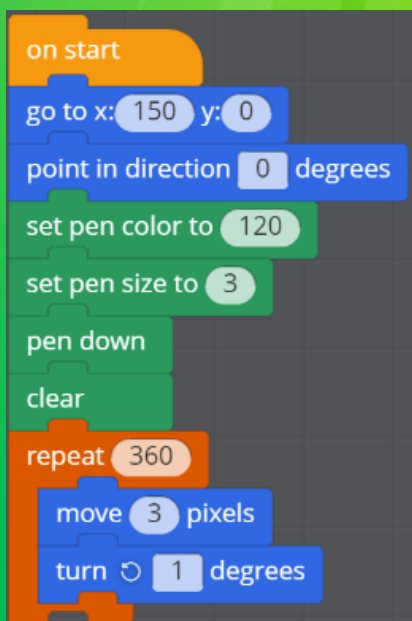 on start
go to x: 150 y: 0
point in direction 0 degrees
set pen color to 120
set pen size to 3
pen down
clear
repeat 360
move 3 pixels
turn 1 degrees